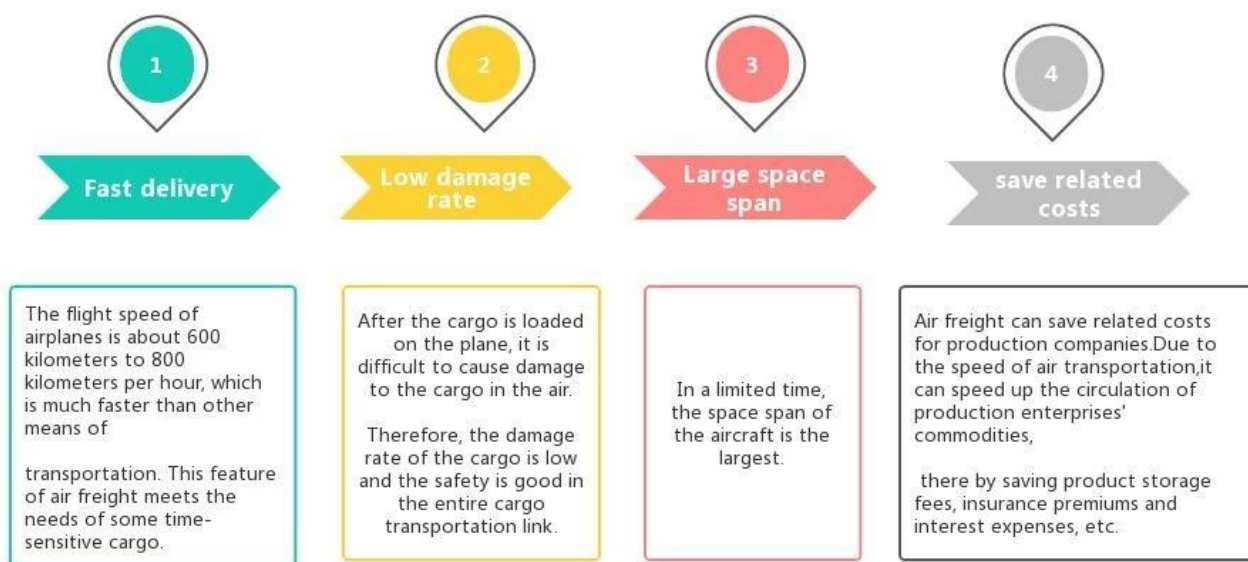 1
2
3
4
Fast delivery
Low damage
rate
Large space
span
save related
costs
The flight speed of
airplanes is about 600
kilometers to 800
kilometers per hour, which
is much faster than other
means of
transportation. This feature
of air freight meets the
needs of some time-
sensitive cargo.
After the cargo is loaded
on the plane, it is
difficult to cause damage
to the cargo in the air.
Therefore, the damage
rate of the cargo is low
and the safety is good in
the entire cargo
transportation link.
In a limited time,
the space span of
the aircraft is the
largest.
Air freight can save related costs
for production companies.Due to
the speed of air transportation,it
can speed up the circulation of
production enterprises'
commodities,
there by saving product storage
fees, insurance premiums and
interest expenses, etc.